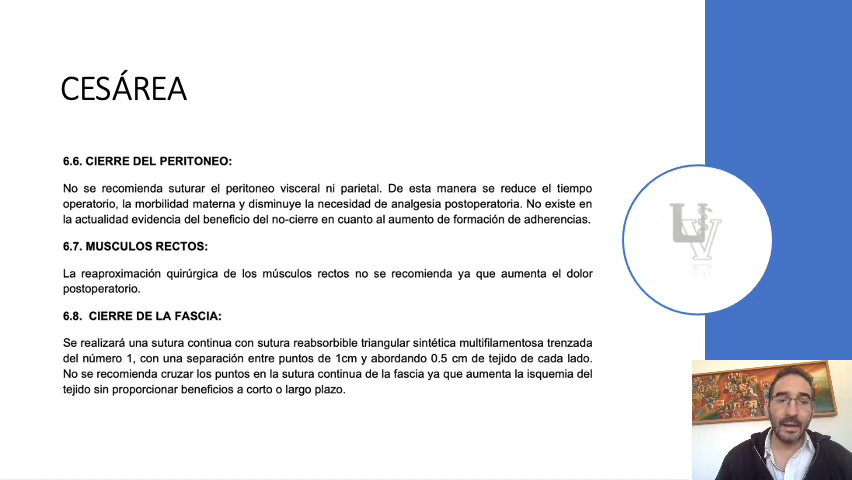 CESÁREA
6.6. CIERRE DEL PERITONEO:
No se recomienda suturar el peritoneo visceral ni parietal. De esta manera se reduce el tiempo
operatorio, la morbilidad materna y disminuye la necesidad de analgesia postoperatoria. No existe en
la actualidad evidencia del beneficio del no-cierre en cuanto al aumento de formación de adherencias.
6.7. MUSCULOS RECTOS:
La reaproximación quirúrgica de los músculos rectos no se recomienda ya que aumenta el dolor
postoperatorio.
6.8. CIERRE DE LA FASCIA:
Se realizará una sutura continua con sutura reabsorbible triangular sintética multifilamentosa trenzada
del número 1, con una separación entre puntos de 1cm y abordando 0.5 cm de tejido de cada lado.
No se recomienda cruzar los puntos en la sutura continua de la fascia ya que aumenta la isquemia del
tejido sin proporcionar beneficios a corto o largo plazo.